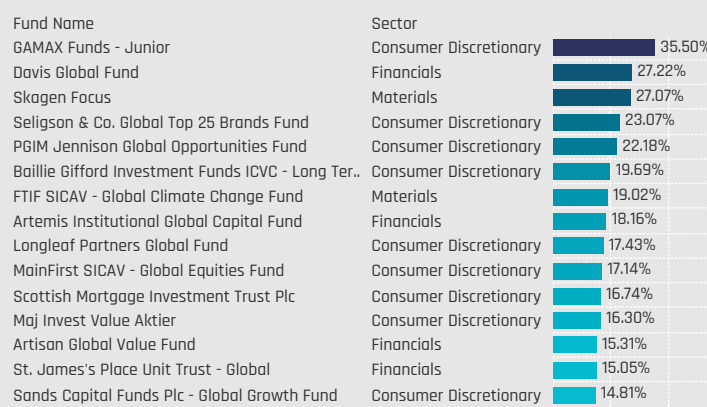 Fund Name Sector
GAMAX Funds - Junior Consumer Discretionary 35.50%
Davis Global Fund Financials 27.22%
Skagen Focus Materials 27.07%
Seligson & Co. Global Top 25 Brands Fund Consumer Discretionary 23.07%
PGIM Jennison Global Opportunities Fund Consumer Discretionary 22.18%
Baillie Gifford Investment Funds ICVC - Long Ter.. Consumer Discretionary 19.69%
FTIF SICAV - Global Climate Change Fund Materials 19.02%
Artemis Institutional Global Capital Fund Financials 18.16%
Longleaf Partners Global Fund Consumer Discretionary 17.43%
MainFirst SICAV - Global Equities Fund Consumer Discretionary 17.14%
Scottish Mortgage Investment Trust Plc Consumer Discretionary 16.74%
Maj Invest Value Aktier Consumer Discretionary 16.30%
Artisan Global Value Fund Financials 15.31%
St. James's Place Unit Trust - Global Financials 15.05%
Sands Capital Funds Plc - Global Growth Fund Consumer Discretionary 14.81%